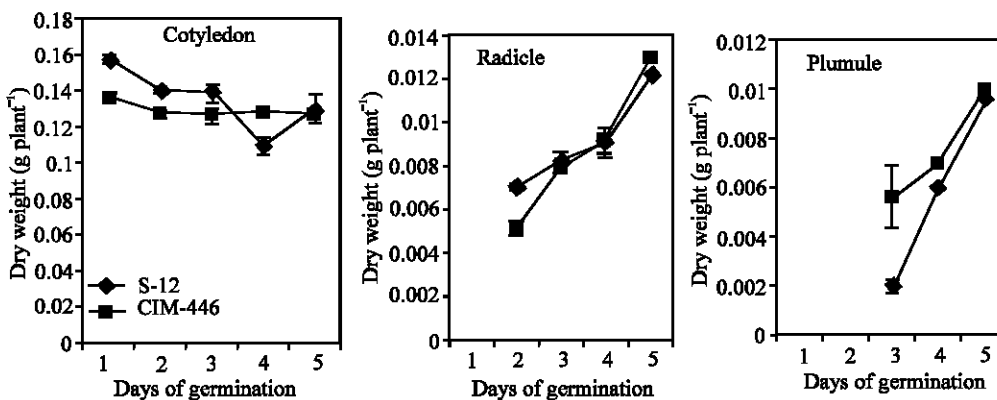 Cotyledon
Dry weight (g plant⁻¹)
0.18
0.16
0.14
0.12
0.1
0.08
0.06
0.04
0.02
0
S-12
CIM-446
1 2 3 4 5
Days of germination
Radicle
Dry weight (g plant⁻¹)
0.014
0.012
0.01
0.008
0.006
0.004
0.002
0
1 2 3 4 5
Days of germination
Plumule
Dry weight (g plant⁻¹)
0.012
0.01
0.008
0.006
0.004
0.002
0
1 2 3 4 5
Days of germination